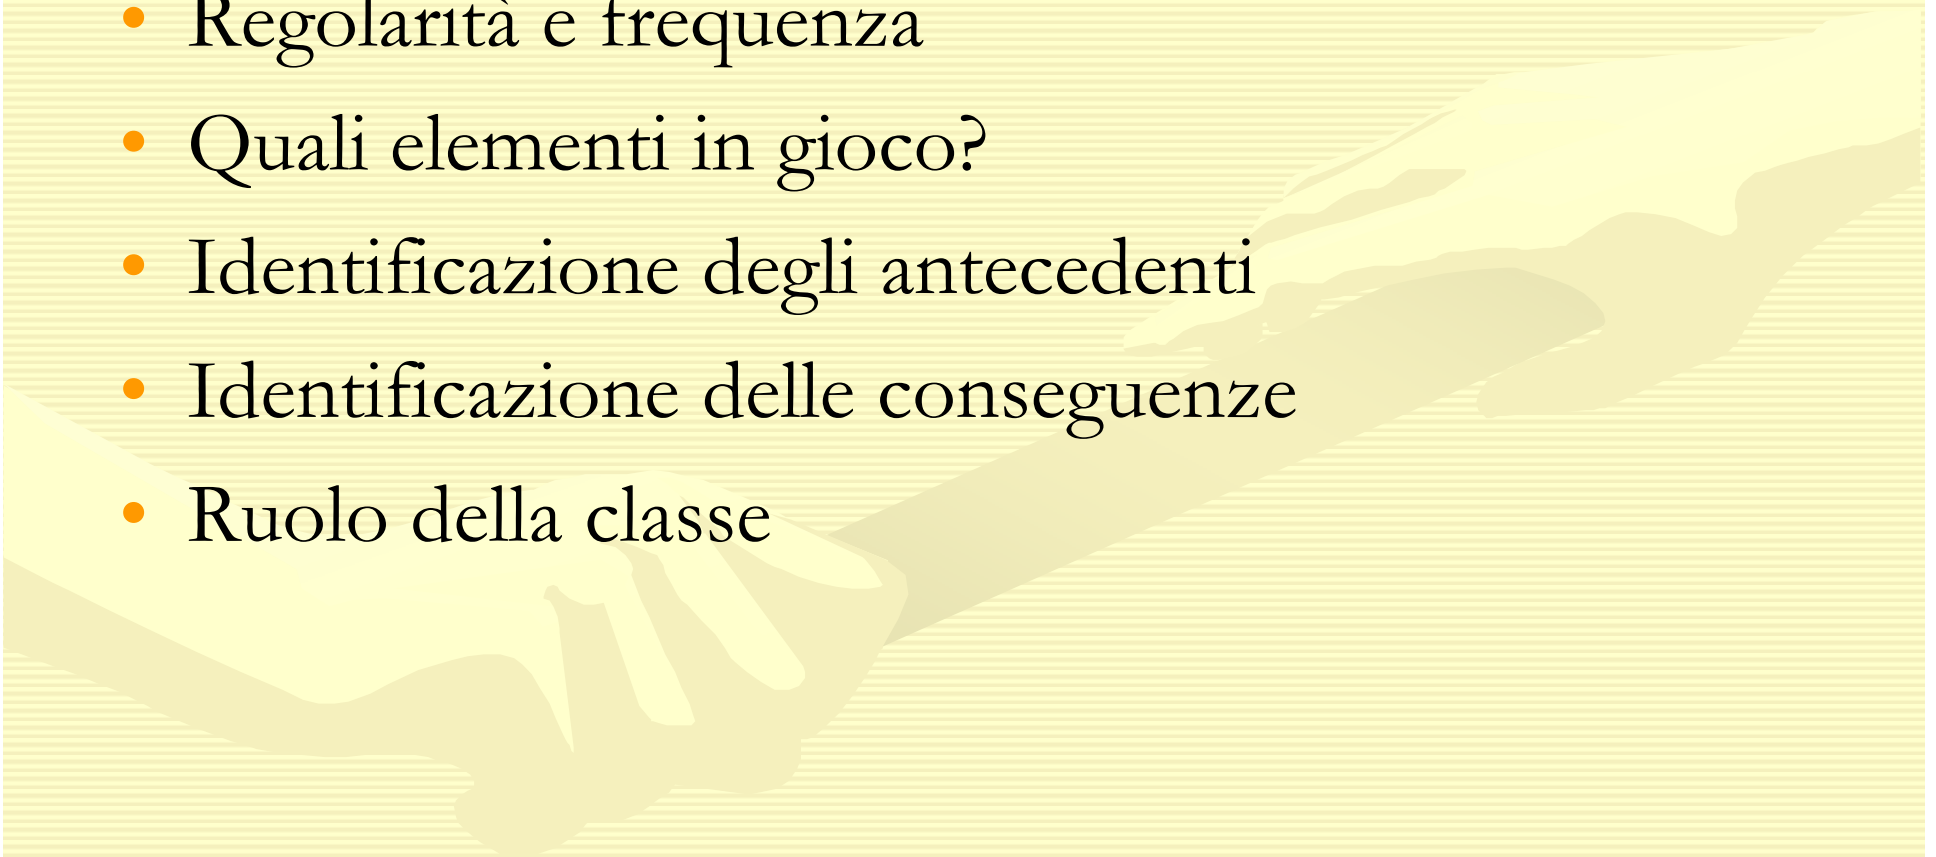 • Regolarità e frequenza
• Quali elementi in gioco?
• Identificazione degli antecedenti
• Identificazione delle conseguenze
• Ruolo della classe